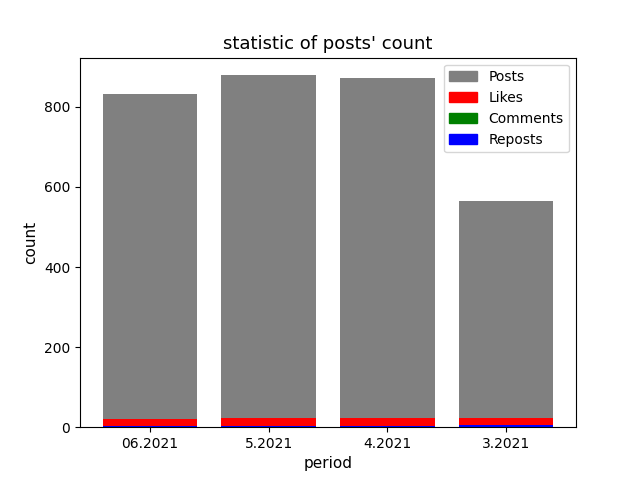 statistic of posts' count
Posts
Likes
Comments
Reposts
800
600
400
200
0
count
06.2021
5.2021
4.2021
3.2021
period